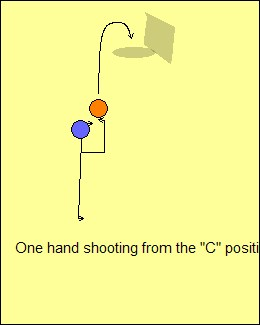 One hand shooting from the "C" positi